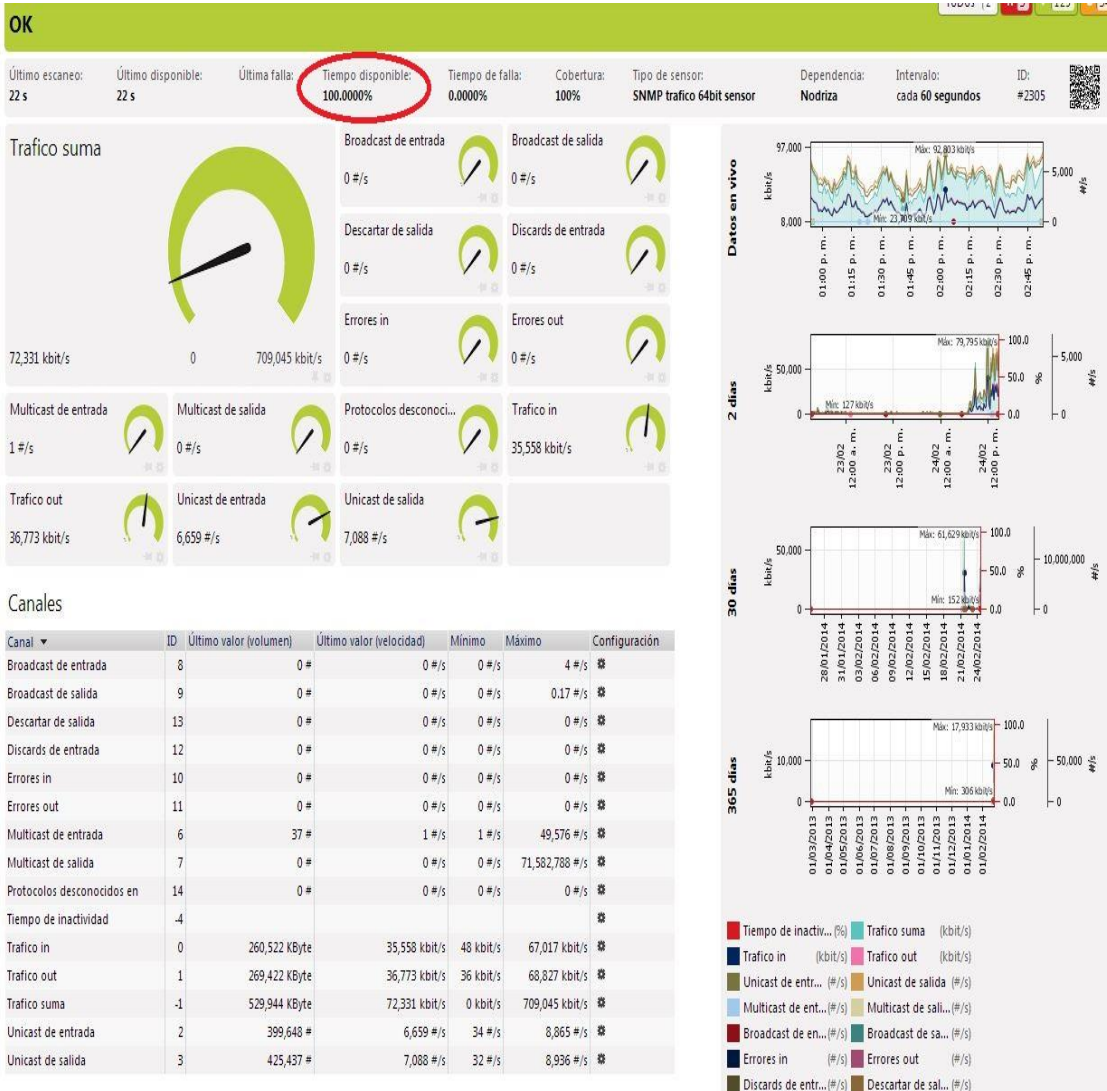 OK
Último escaneo: Último disponible: Última falla: Tiempo disponible: Tiempo de falla: Cobertura: Tipo de sensor: Dependencia: Intervalo: ID:
22 s 22 s 100.0000% 0.0000% 100% SNMP trafico 64bit sensor Nodriza cada 60 segundos #2305
Trafico suma
72,331 kbit/s 0 709,045 kbit/s
Broadcast de entrada
0 #/s
Broadcast de salida
0 #/s
Descartar de salida
0 #/s
Discards de entrada
0 #/s
Errores in
0 #/s
Errores out
0 #/s
Multicast de entrada
1 #/s
Multicast de salida
0 #/s
Protocolos desconoci...
0 #/s
Trafico in
35,558 kbit/s
Trafico out
36,773 kbit/s
Unicast de entrada
6,659 #/s
Unicast de salida
7,088 #/s
Canales
Canal ▼ ID Último valor (volumen) Último valor (velocidad) Mínimo Máximo Configuración
Broadcast de entrada 8 0 # 0 #/s 0 #/s 4 #/s
Broadcast de salida 9 0 # 0 #/s 0 #/s 0.17 #/s
Descartar de salida 13 0 # 0 #/s 0 #/s 0 #/s
Discards de entrada 12 0 # 0 #/s 0 #/s 0 #/s
Errores in 10 0 # 0 #/s 0 #/s 0 #/s
Errores out 11 0 # 0 #/s 0 #/s 0 #/s
Multicast de entrada 6 37 # 1 #/s 1 #/s 49,576 #/s
Multicast de salida 7 0 # 0 #/s 0 #/s 71,582,788 #/s
Protocolos desconocidos en 14 0 # 0 #/s 0 #/s 0 #/s
Tiempo de inactividad -4
Trafico in 0 260,522 KByte 35,558 kbit/s 48 kbit/s 67,017 kbit/s
Trafico out 1 269,422 KByte 36,773 kbit/s 36 kbit/s 68,827 kbit/s
Trafico suma -1 529,944 KByte 72,331 kbit/s 0 kbit/s 709,045 kbit/s
Unicast de entrada 2 399,648 # 6,659 #/s 34 #/s 8,865 #/s
Unicast de salida 3 425,437 # 7,088 #/s 32 #/s 8,936 #/s
Datos en vivo
kbit/s
97,000
8,000
Máx: 92,803 kbit/s
Mín: 23,709 kbit/s
5,000
0
#/s
01:00 p. m. 01:15 p. m. 01:30 p. m. 01:45 p. m. 02:00 p. m. 02:15 p. m. 02:30 p. m. 02:45 p. m.
2 dias
kbit/s
50,000
0
Máx: 79,795 kbit/s
Mín: 127 kbit/s
100.0
50.0
0.0
%
5,000
0
#/s
23/02 12:00 a. m. 23/02 12:00 p. m. 24/02 12:00 a. m. 24/02 12:00 p. m.
30 dias
kbit/s
50,000
0
Máx: 61,629 kbit/s
Mín: 152 kbit/s
100.0
50.0
0.0
%
10,000,000
0
#/s
28/01/2014 31/01/2014 03/02/2014 06/02/2014 09/02/2014 12/02/2014 15/02/2014 18/02/2014 21/02/2014 24/02/2014
365 dias
kbit/s
10,000
0
Máx: 17,933 kbit/s
Mín: 306 kbit/s
100.0
50.0
0.0
%
50,000
0
#/s
01/03/2013 01/04/2013 01/05/2013 01/06/2013 01/07/2013 01/08/2013 01/09/2013 01/10/2013 01/11/2013 01/12/2013 01/01/2014 01/02/2014
Tiempo de inactiv... (%) Trafico suma (kbit/s)
Trafico in (kbit/s) Trafico out (kbit/s)
Unicast de entr... (#/s) Unicast de salida (#/s)
Multicast de ent... (#/s) Multicast de sali... (#/s)
Broadcast de en... (#/s) Broadcast de sa... (#/s)
Errores in (#/s) Errores out (#/s)
Discards de entr... (#/s) Descartar de sal... (#/s)